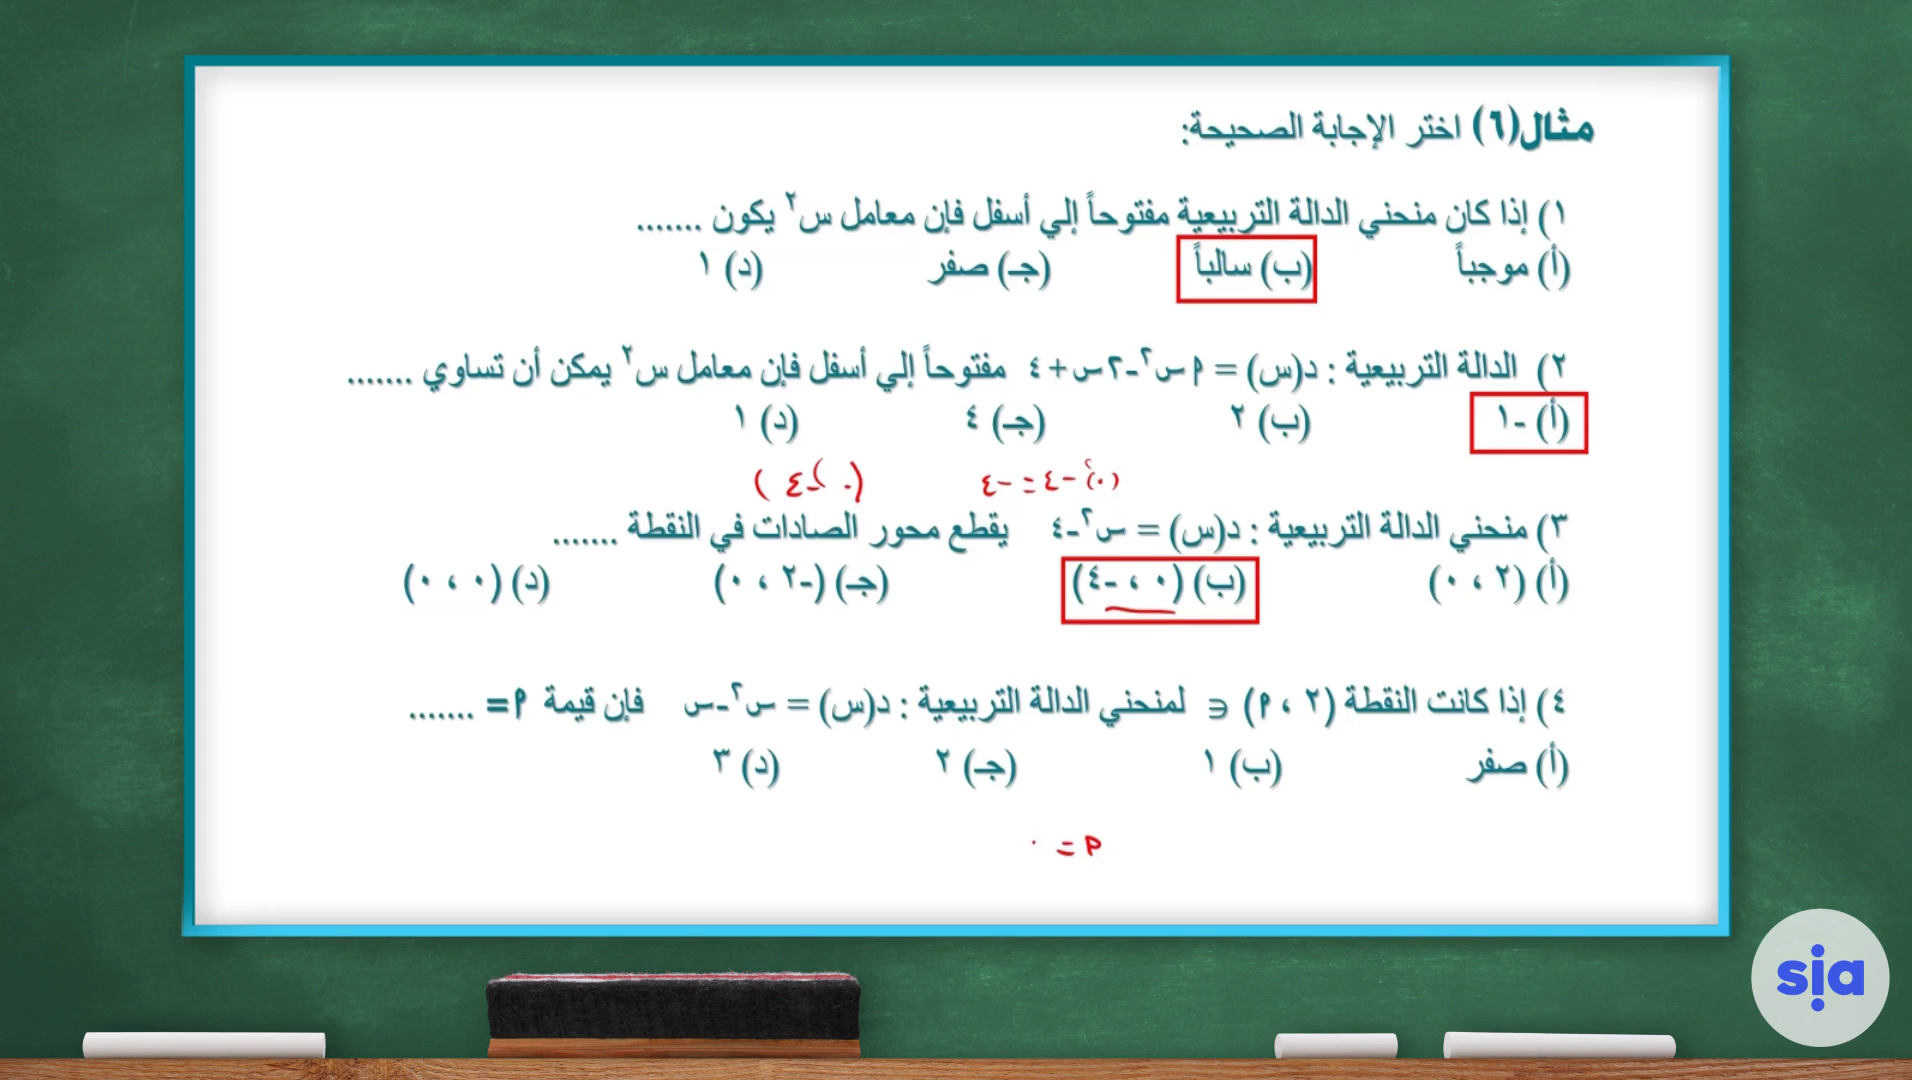 مثال(٦) اختر الإجابة الصحيحة:
١) إذا كان منحني الدالة التربيعية مفتوحاً إلي أسفل فإن معامل س٢ يكون .......
(أ) موجباً (ب) سالباً (جـ) صفر (د) ١
٢) الدالة التربيعية : د(س) = م س٢-٢س+٤ مفتوحاً إلي أسفل فإن معامل س٢ يمكن أن تساوي .......
(أ) -١ (ب) ٢ (جـ) ٤ (د) ١
(٠)٢-٤ = -٤ (٠ ، -٤)
٣) منحني الدالة التربيعية : د(س) = س٢-٤ يقطع محور الصادات في النقطة .......
(أ) (٢ ، ٠) (ب) (٠ ، -٤) (جـ) (-٢ ، ٠) (د) (٠ ، ٠)
٤) إذا كانت النقطة (٢ ، م) ∈ لمنحني الدالة التربيعية : د(س) = س٢-س فإن قيمة م= .......
(أ) صفر (ب) ١ (جـ) ٢ (د) ٣
م =
sia